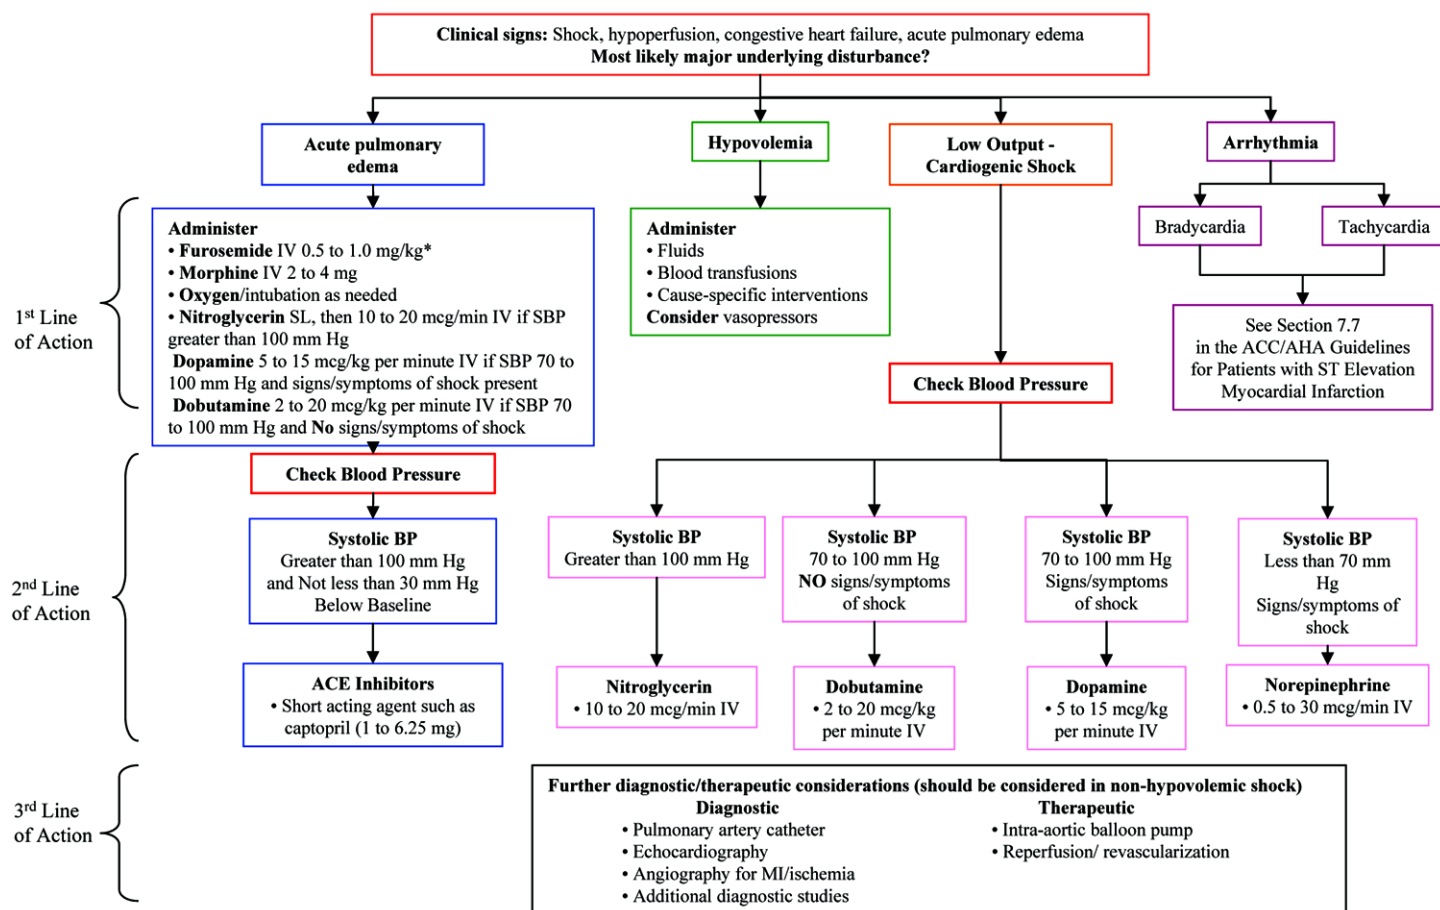 Clinical signs: Shock, hypoperfusion, congestive heart failure, acute pulmonary edema
Most likely major underlying disturbance?
Acute pulmonary
edema
Hypovolemia
Low Output -
Cardiogenic Shock
Arrhythmia
Bradycardia
Tachycardia
1st Line
of Action
Administer
• Furosemide IV 0.5 to 1.0 mg/kg*
• Morphine IV 2 to 4 mg
• Oxygen/intubation as needed
• Nitroglycerin SL, then 10 to 20 mcg/min IV if SBP
greater than 100 mm Hg
Dopamine 5 to 15 mcg/kg per minute IV if SBP 70 to
100 mm Hg and signs/symptoms of shock present
Dobutamine 2 to 20 mcg/kg per minute IV if SBP 70
to 100 mm Hg and No signs/symptoms of shock
Administer
• Fluids
• Blood transfusions
• Cause-specific interventions
Consider vasopressors
Check Blood Pressure
See Section 7.7
in the ACC/AHA Guidelines
for Patients with ST Elevation
Myocardial Infarction
2nd Line
of Action
Check Blood Pressure
Systolic BP
Greater than 100 mm Hg
and Not less than 30 mm Hg
Below Baseline
ACE Inhibitors
• Short acting agent such as
captopril (1 to 6.25 mg)
Systolic BP
Greater than 100 mm Hg
Systolic BP
70 to 100 mm Hg
NO signs/symptoms
of shock
Systolic BP
70 to 100 mm Hg
Signs/symptoms
of shock
Systolic BP
Less than 70 mm
Hg
Signs/symptoms of
shock
Nitroglycerin
• 10 to 20 mcg/min IV
Dobutamine
• 2 to 20 mcg/kg
per minute IV
Dopamine
• 5 to 15 mcg/kg
per minute IV
Norepinephrine
• 0.5 to 30 mcg/min IV
3rd Line
of Action
Further diagnostic/therapeutic considerations (should be considered in non-hypovolemic shock)
Diagnostic
• Pulmonary artery catheter
• Echocardiography
• Angiography for MI/ischemia
• Additional diagnostic studies
Therapeutic
• Intra-aortic balloon pump
• Reperfusion/ revascularization